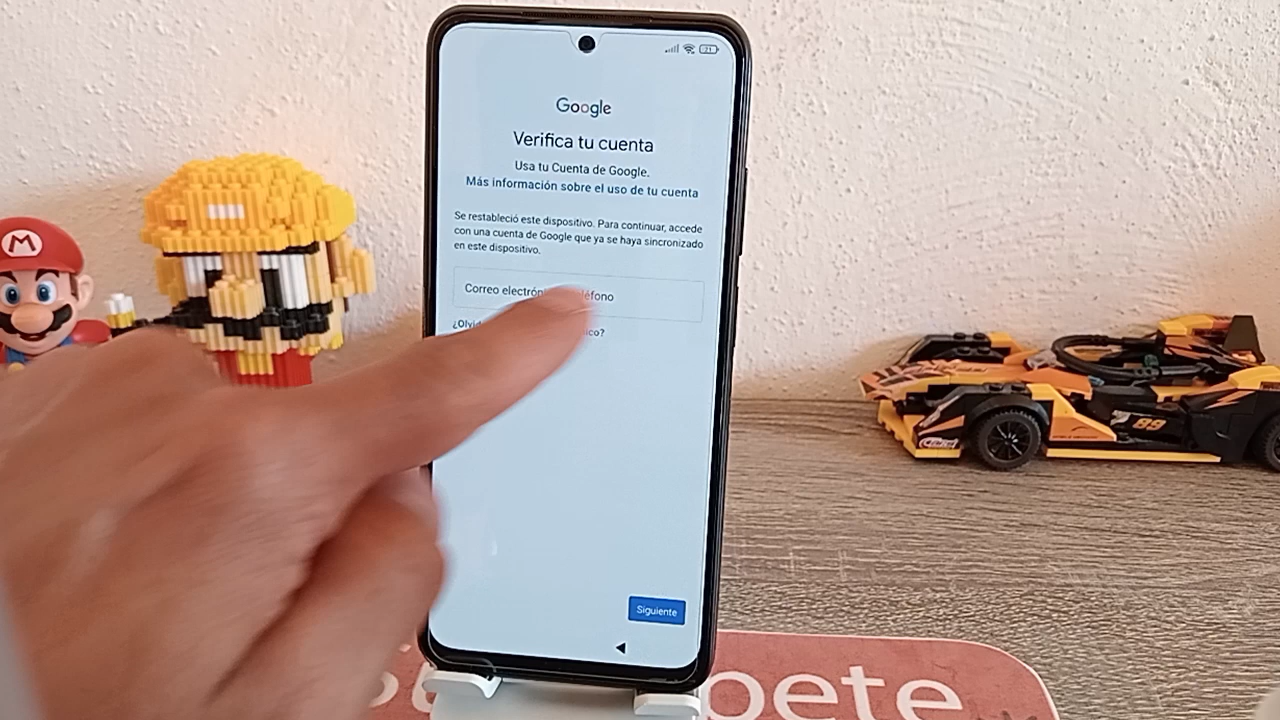 21
Google
Verifica tu cuenta
Usa tu Cuenta de Google.
Más información sobre el uso de tu cuenta
Se restableció este dispositivo. Para continuar, accede
con una cuenta de Google que ya se haya sincronizado
en este dispositivo.
Correo
Siguiente
M
89
pete